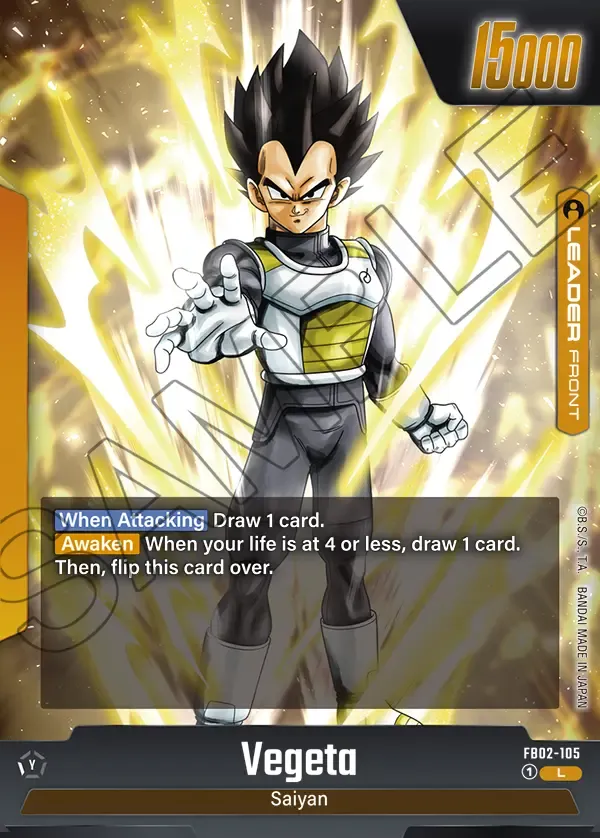 15000
LEADER FRONT
SAMPLE
When Attacking Draw 1 card.
Awaken When your life is at 4 or less, draw 1 card.
Then, flip this card over.
©B.S./S., T.A. BANDAI MADE IN JAPAN
Y
Vegeta
FB02-105
1 L
Saiyan